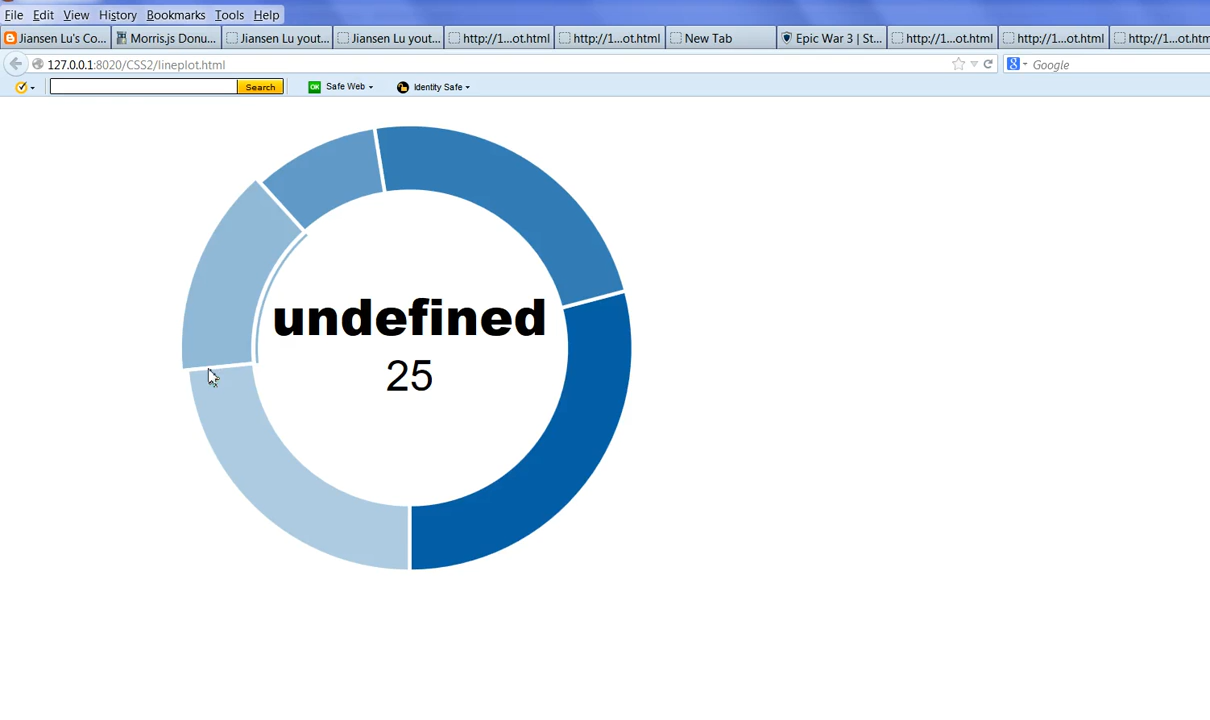 File Edit View History Bookmarks Tools Help
Jiansen Lu's Co... Morris.js Donu... Jiansen Lu yout... Jiansen Lu yout... http://1...ot.html http://1...ot.html New Tab Epic War 3 | St... http://1...ot.html http://1...ot.html http://1...ot.htm
127.0.0.1:8020/CSS2/lineplot.html Google
Search OK Safe Web Identity Safe
undefined
25